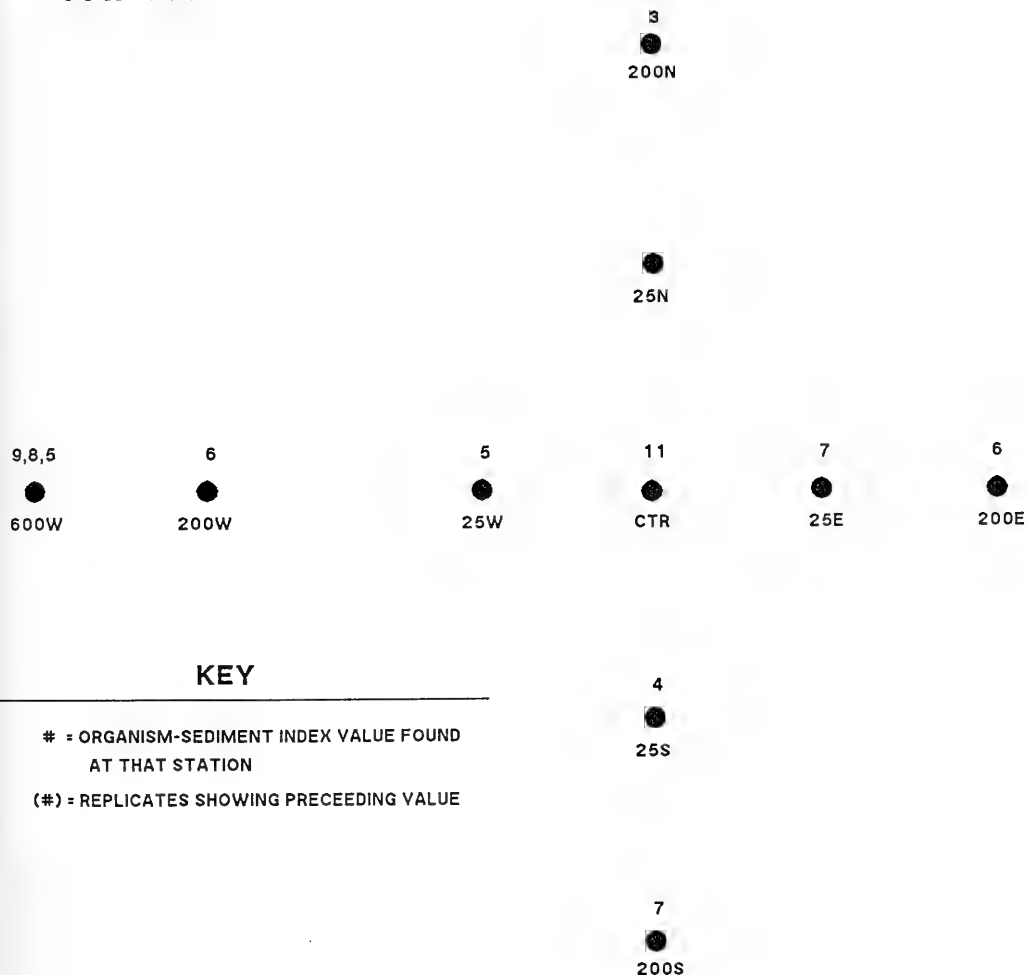 3
200N
25N
9,8,5 6 5 11 7 6
600W 200W 25W CTR 25E 200E
KEY
# = ORGANISM-SEDIMENT INDEX VALUE FOUND
AT THAT STATION
(#) = REPLICATES SHOWING PRECEEDING VALUE
4
25S
7
200S